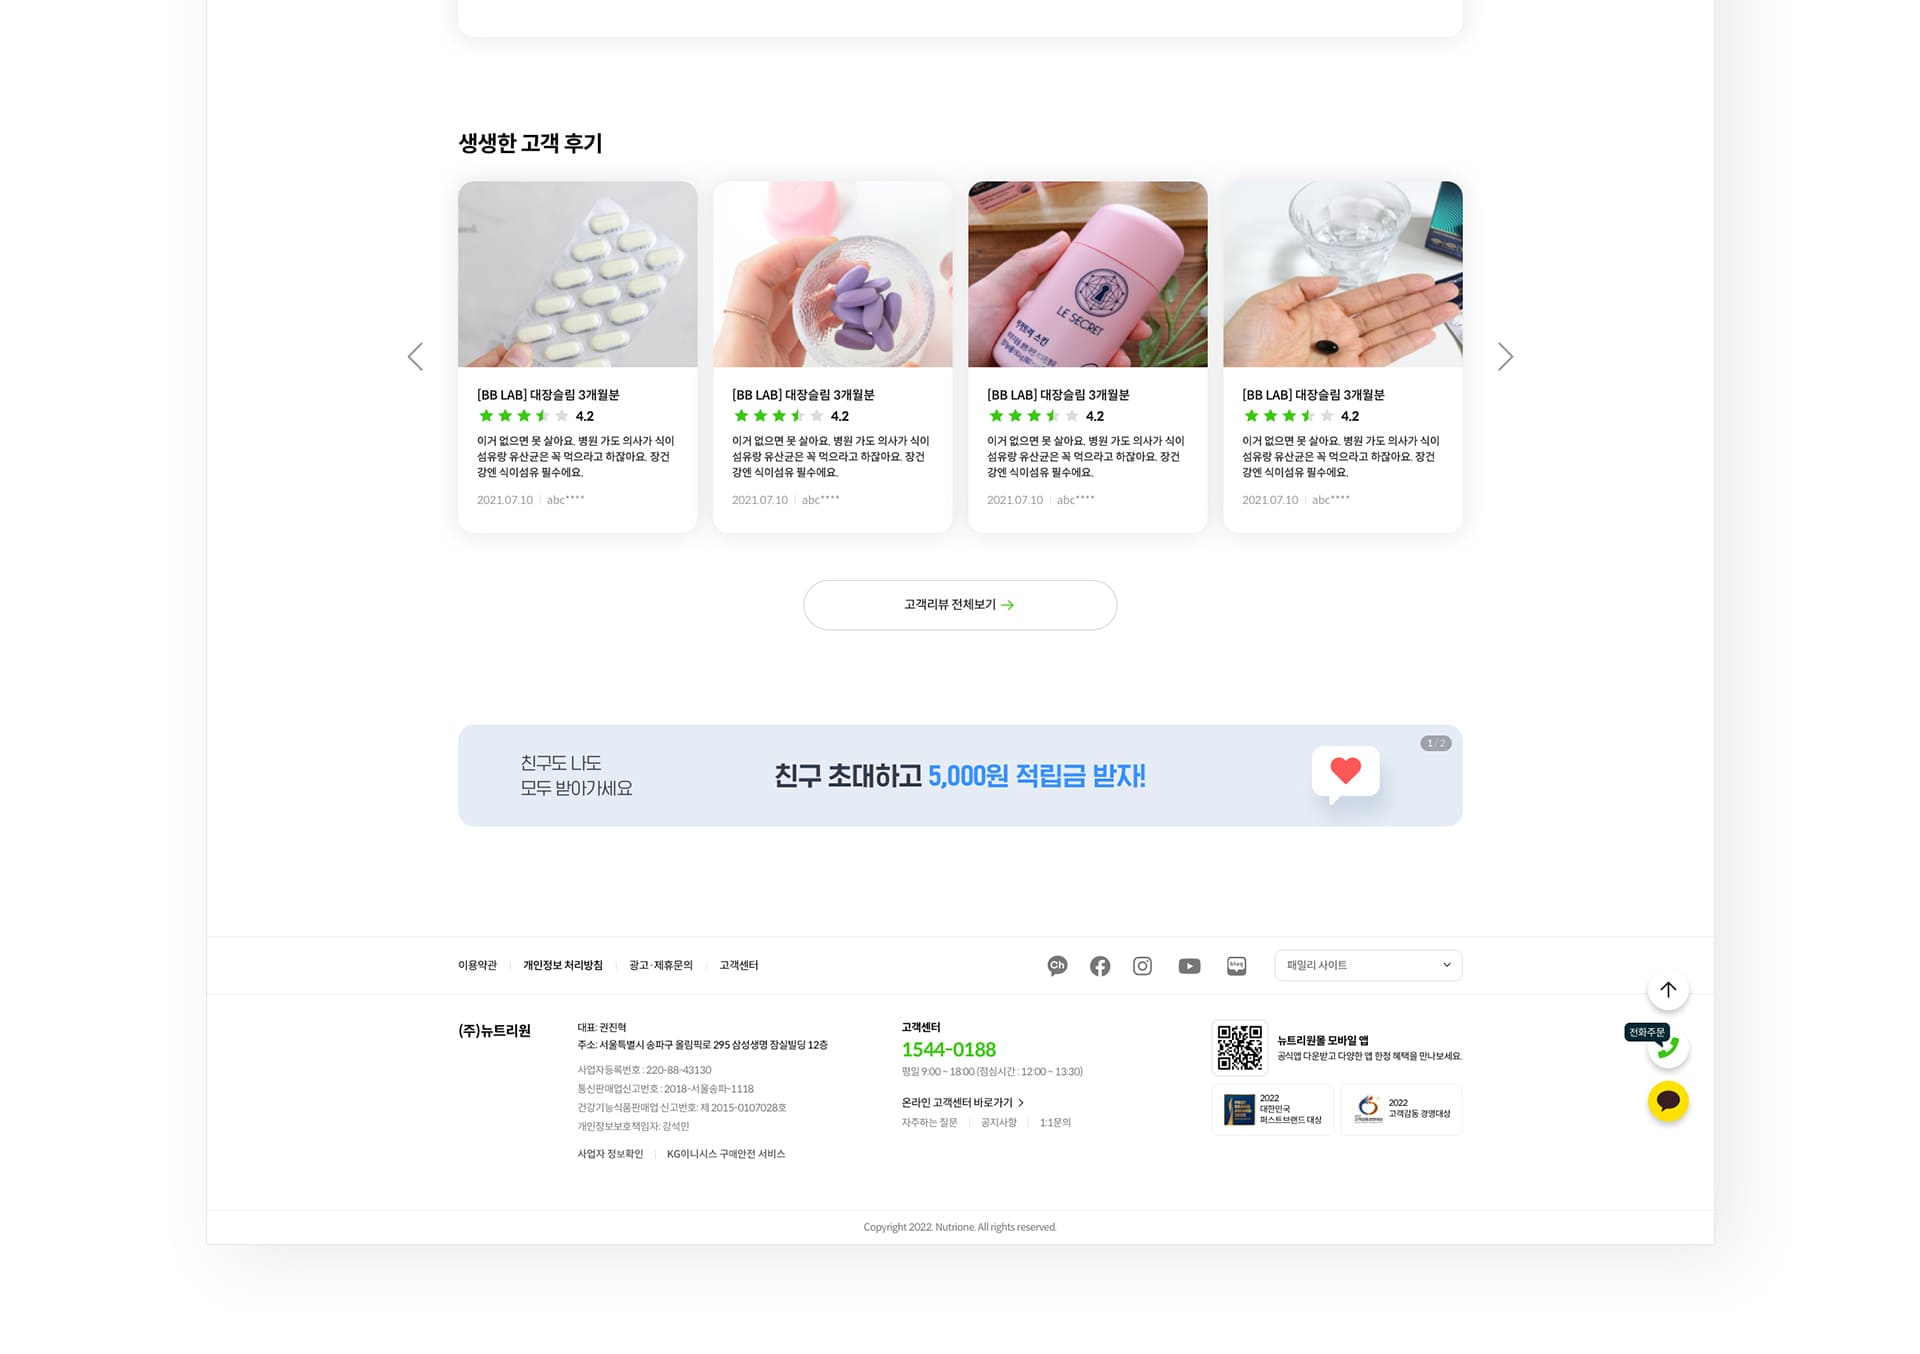 생생한 고객 후기
LE SECRET
[BB LAB] 대장슬림 3개월분
4.2
이거 없으면 못 살아요. 병원 가도 의사가 식이
섬유랑 유산균은 꼭 먹으라고 하잖아요. 장건
강엔 식이섬유 필수에요.
2021.07.10 | abc****
[BB LAB] 대장슬림 3개월분
4.2
이거 없으면 못 살아요. 병원 가도 의사가 식이
섬유랑 유산균은 꼭 먹으라고 하잖아요. 장건
강엔 식이섬유 필수에요.
2021.07.10 | abc****
[BB LAB] 대장슬림 3개월분
4.2
이거 없으면 못 살아요. 병원 가도 의사가 식이
섬유랑 유산균은 꼭 먹으라고 하잖아요. 장건
강엔 식이섬유 필수에요.
2021.07.10 | abc****
[BB LAB] 대장슬림 3개월분
4.2
이거 없으면 못 살아요. 병원 가도 의사가 식이
섬유랑 유산균은 꼭 먹으라고 하잖아요. 장건
강엔 식이섬유 필수에요.
2021.07.10 | abc****
고객리뷰 전체보기
친구도 나도
모두 받아가세요
친구 초대하고 5,000원 적립금 받자!
1 / 2
이용약관 | 개인정보 처리방침 | 광고·제휴문의 | 고객센터
Ch
blog
패밀리 사이트
(주)뉴트리원
대표: 권진혁
주소: 서울특별시 송파구 올림픽로 295 삼성생명 잠실빌딩 12층
사업자등록번호 : 220-88-43130
통신판매업신고번호 : 2018-서울송파-1118
건강기능식품판매업 신고번호: 제 2015-0107028호
개인정보보호책임자: 강석민
사업자 정보확인 | KG이니시스 구매안전 서비스
고객센터
1544-0188
평일 9:00 ~ 18:00 (점심시간 : 12:00 ~ 13:30)
온라인 고객센터 바로가기
자주하는 질문 | 공지사항 | 1:1문의
뉴트리원몰 모바일 앱
공식앱 다운받고 다양한 앱 한정 혜택을 만나보세요.
2022
대한민국
퍼스트브랜드 대상
2022
고객감동 경영대상
전화주문
Copyright 2022. Nutrione. All rights reserved.